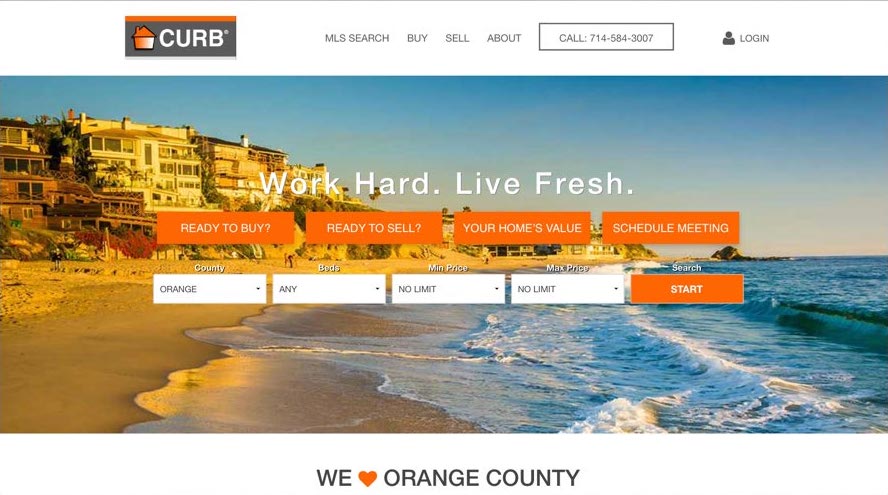 CURB®
MLS SEARCH BUY SELL ABOUT CALL: 714-584-3007 LOGIN
Work Hard. Live Fresh.
READY TO BUY? READY TO SELL? YOUR HOME'S VALUE SCHEDULE MEETING
County Beds Min Price Max Price Search
ORANGE ANY NO LIMIT NO LIMIT START
WE ORANGE COUNTY